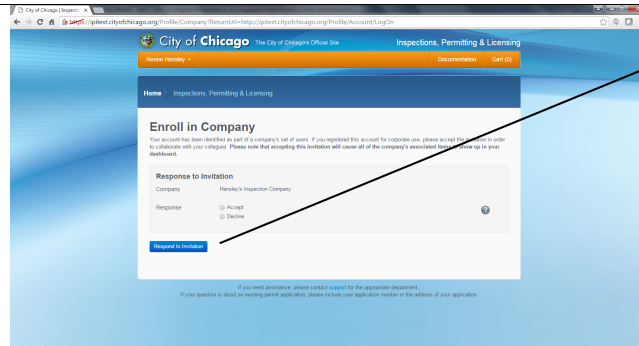 City of Chicago | Inspecti
https://ipitest.cityofchicago.org/Profile/Company?ReturnUrl=http://ipitest.cityofchicago.org/Profile/Account/LogOn
City of Chicago The City of Chicago's Official Site Inspections, Permitting & Licensing
Renee Hensley Documentation Cart (0)
Home Inspections, Permitting & Licensing
Enroll in Company
Your account has been identified as part of a company's set of users. If you registered this account for corporate use, please accept the invitation in order
to collaborate with your collegues. Please note that accepting this invitation will cause all of the company's associated items to show up in your
dashboard.
Response to Invitation
Company Hensley's Inspection Company
Response Accept
Decline
?
Respond to Invitation
If you need assistance, please contact support for the appropriate department.
If your question is about an existing permit application, please include your application number or the address of your application.